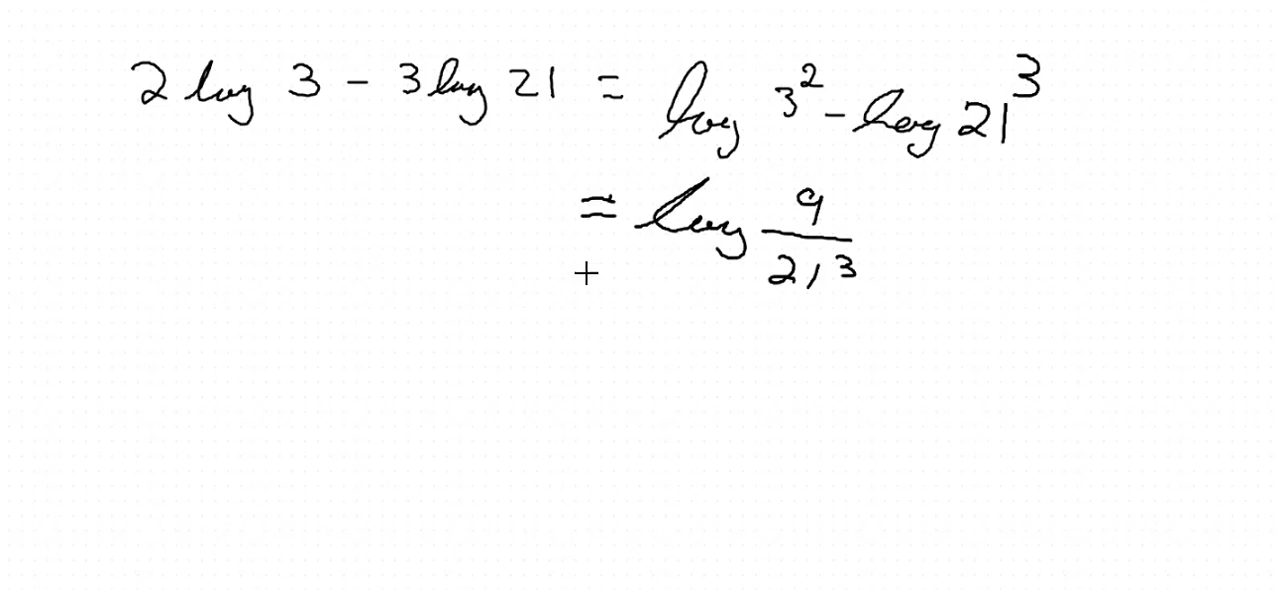 2 log 3 - 3 log 21 = log 3² - log 21³
= log 9/21³